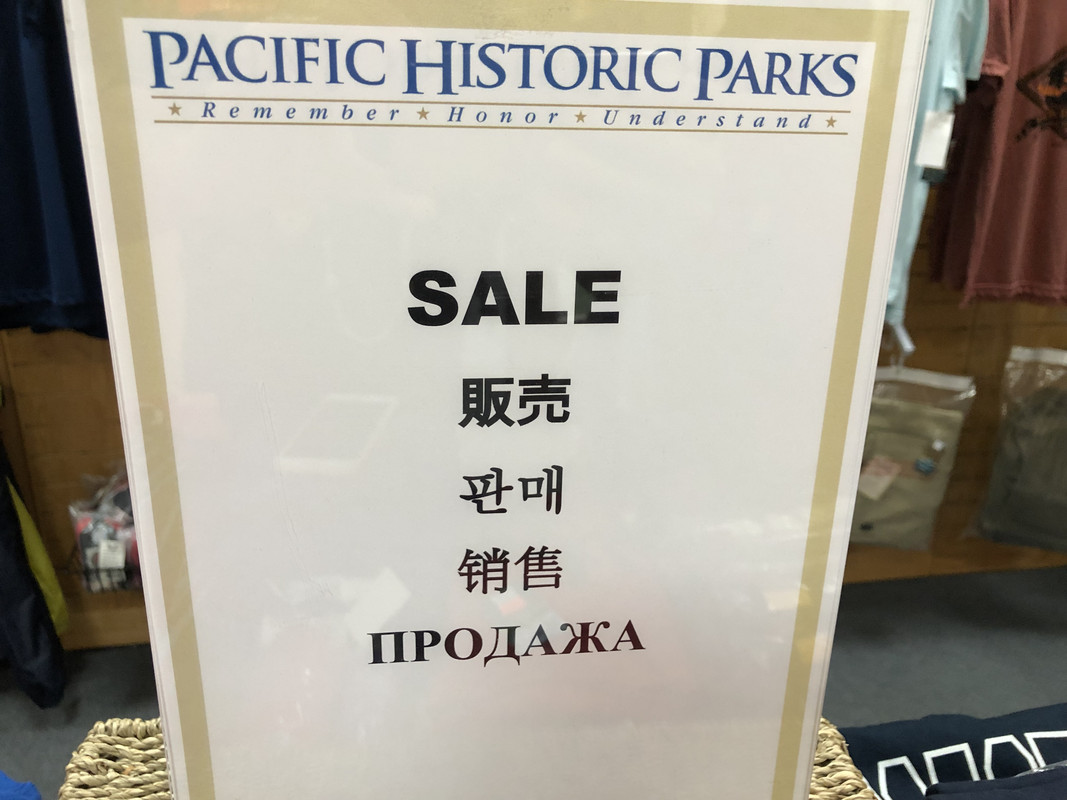 PACIFIC HISTORIC PARKS
★ Remember ★ Honor ★ Understand ★
SALE
販売
판매
销售
ПРОДАЖА